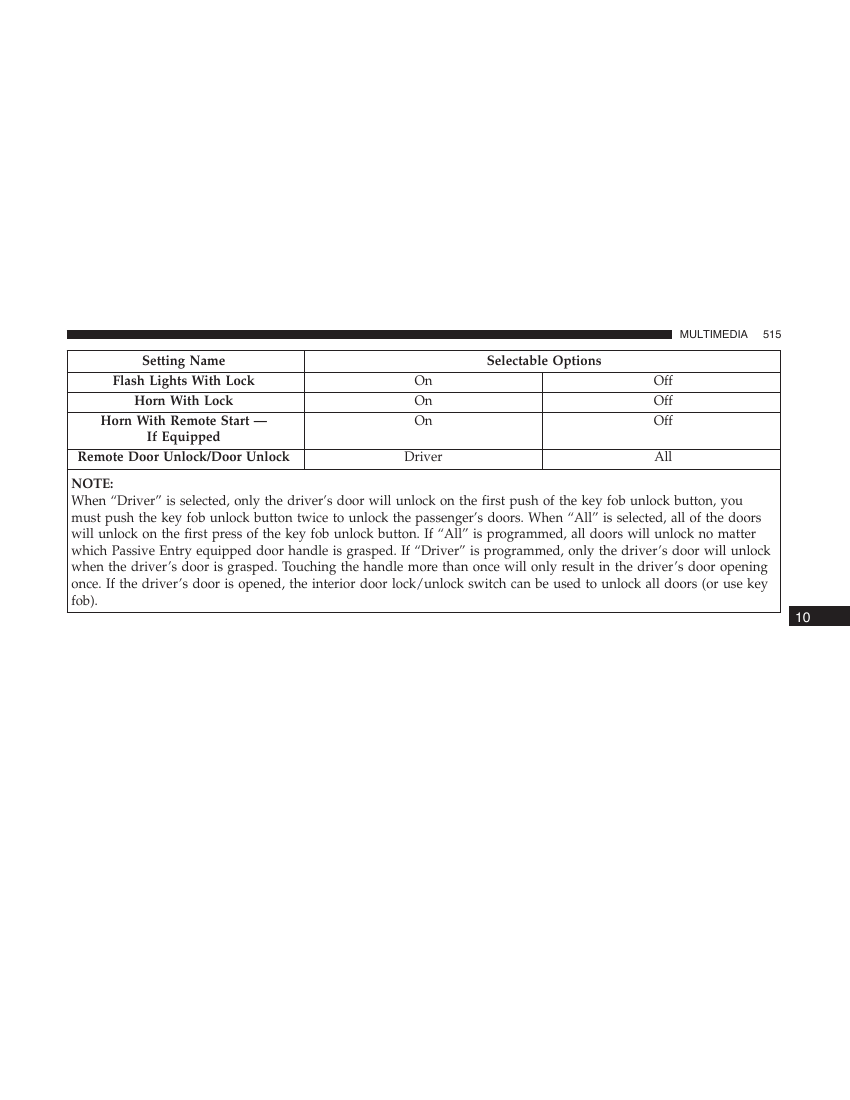 MULTIMEDIA 515
Setting Name Selectable Options
Flash Lights With Lock On Off
Horn With Lock On Off
Horn With Remote Start — On Off
If Equipped
Remote Door Unlock/Door Unlock Driver All
NOTE:
When “Driver” is selected, only the driver’s door will unlock on the first push of the key fob unlock button, you
must push the key fob unlock button twice to unlock the passenger’s doors. When “All” is selected, all of the doors
will unlock on the first press of the key fob unlock button. If “All” is programmed, all doors will unlock no matter
which Passive Entry equipped door handle is grasped. If “Driver” is programmed, only the driver’s door will unlock
when the driver’s door is grasped. Touching the handle more than once will only result in the driver’s door opening
once. If the driver’s door is opened, the interior door lock/unlock switch can be used to unlock all doors (or use key
fob).
10